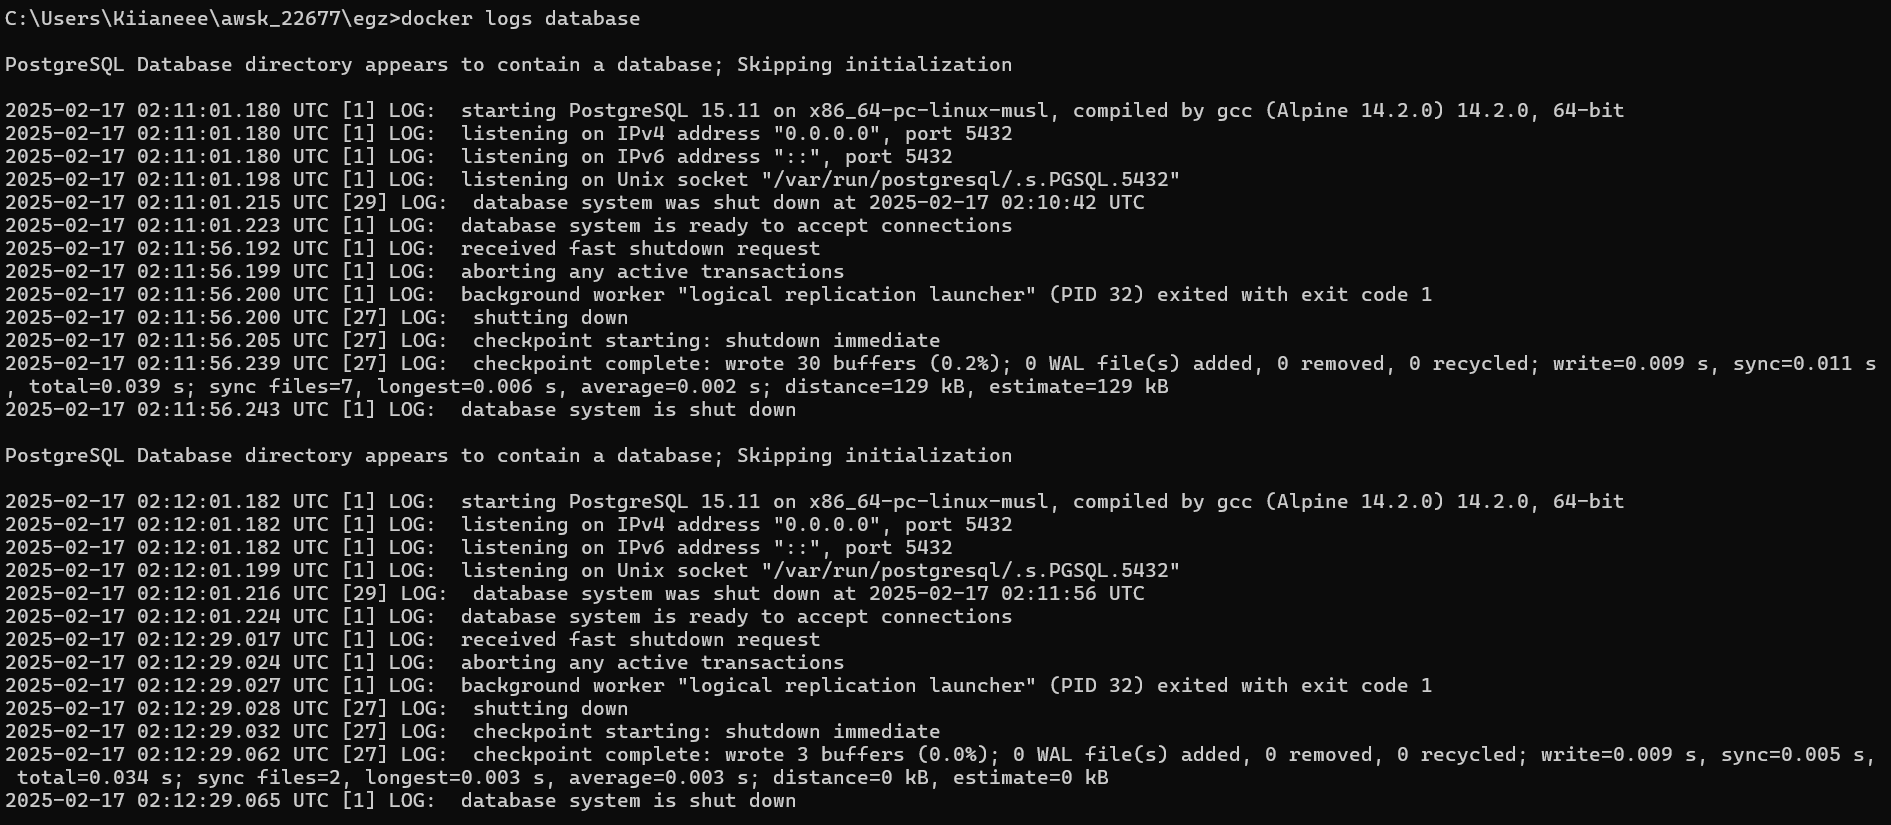 C:\Users\Kiianeee\awsk_22677\egz>docker logs database
PostgreSQL Database directory appears to contain a database; Skipping initialization
2025-02-17 02:11:01.180 UTC [1] LOG:  starting PostgreSQL 15.11 on x86_64-pc-linux-musl, compiled by gcc (Alpine 14.2.0) 14.2.0, 64-bit
2025-02-17 02:11:01.180 UTC [1] LOG:  listening on IPv4 address "0.0.0.0", port 5432
2025-02-17 02:11:01.180 UTC [1] LOG:  listening on IPv6 address "::", port 5432
2025-02-17 02:11:01.198 UTC [1] LOG:  listening on Unix socket "/var/run/postgresql/.s.PGSQL.5432"
2025-02-17 02:11:01.215 UTC [29] LOG:  database system was shut down at 2025-02-17 02:10:42 UTC
2025-02-17 02:11:01.223 UTC [1] LOG:  database system is ready to accept connections
2025-02-17 02:11:56.192 UTC [1] LOG:  received fast shutdown request
2025-02-17 02:11:56.199 UTC [1] LOG:  aborting any active transactions
2025-02-17 02:11:56.200 UTC [1] LOG:  background worker "logical replication launcher" (PID 32) exited with exit code 1
2025-02-17 02:11:56.200 UTC [27] LOG:  shutting down
2025-02-17 02:11:56.205 UTC [27] LOG:  checkpoint starting: shutdown immediate
2025-02-17 02:11:56.239 UTC [27] LOG:  checkpoint complete: wrote 30 buffers (0.2%); 0 WAL file(s) added, 0 removed, 0 recycled; write=0.009 s, sync=0.011 s
, total=0.039 s; sync files=7, longest=0.006 s, average=0.002 s; distance=129 kB, estimate=129 kB
2025-02-17 02:11:56.243 UTC [1] LOG:  database system is shut down
PostgreSQL Database directory appears to contain a database; Skipping initialization
2025-02-17 02:12:01.182 UTC [1] LOG:  starting PostgreSQL 15.11 on x86_64-pc-linux-musl, compiled by gcc (Alpine 14.2.0) 14.2.0, 64-bit
2025-02-17 02:12:01.182 UTC [1] LOG:  listening on IPv4 address "0.0.0.0", port 5432
2025-02-17 02:12:01.182 UTC [1] LOG:  listening on IPv6 address "::", port 5432
2025-02-17 02:12:01.199 UTC [1] LOG:  listening on Unix socket "/var/run/postgresql/.s.PGSQL.5432"
2025-02-17 02:12:01.216 UTC [29] LOG:  database system was shut down at 2025-02-17 02:11:56 UTC
2025-02-17 02:12:01.224 UTC [1] LOG:  database system is ready to accept connections
2025-02-17 02:12:29.017 UTC [1] LOG:  received fast shutdown request
2025-02-17 02:12:29.024 UTC [1] LOG:  aborting any active transactions
2025-02-17 02:12:29.027 UTC [1] LOG:  background worker "logical replication launcher" (PID 32) exited with exit code 1
2025-02-17 02:12:29.028 UTC [27] LOG:  shutting down
2025-02-17 02:12:29.032 UTC [27] LOG:  checkpoint starting: shutdown immediate
2025-02-17 02:12:29.062 UTC [27] LOG:  checkpoint complete: wrote 3 buffers (0.0%); 0 WAL file(s) added, 0 removed, 0 recycled; write=0.009 s, sync=0.005 s,
 total=0.034 s; sync files=2, longest=0.003 s, average=0.003 s; distance=0 kB, estimate=0 kB
2025-02-17 02:12:29.065 UTC [1] LOG:  database system is shut down